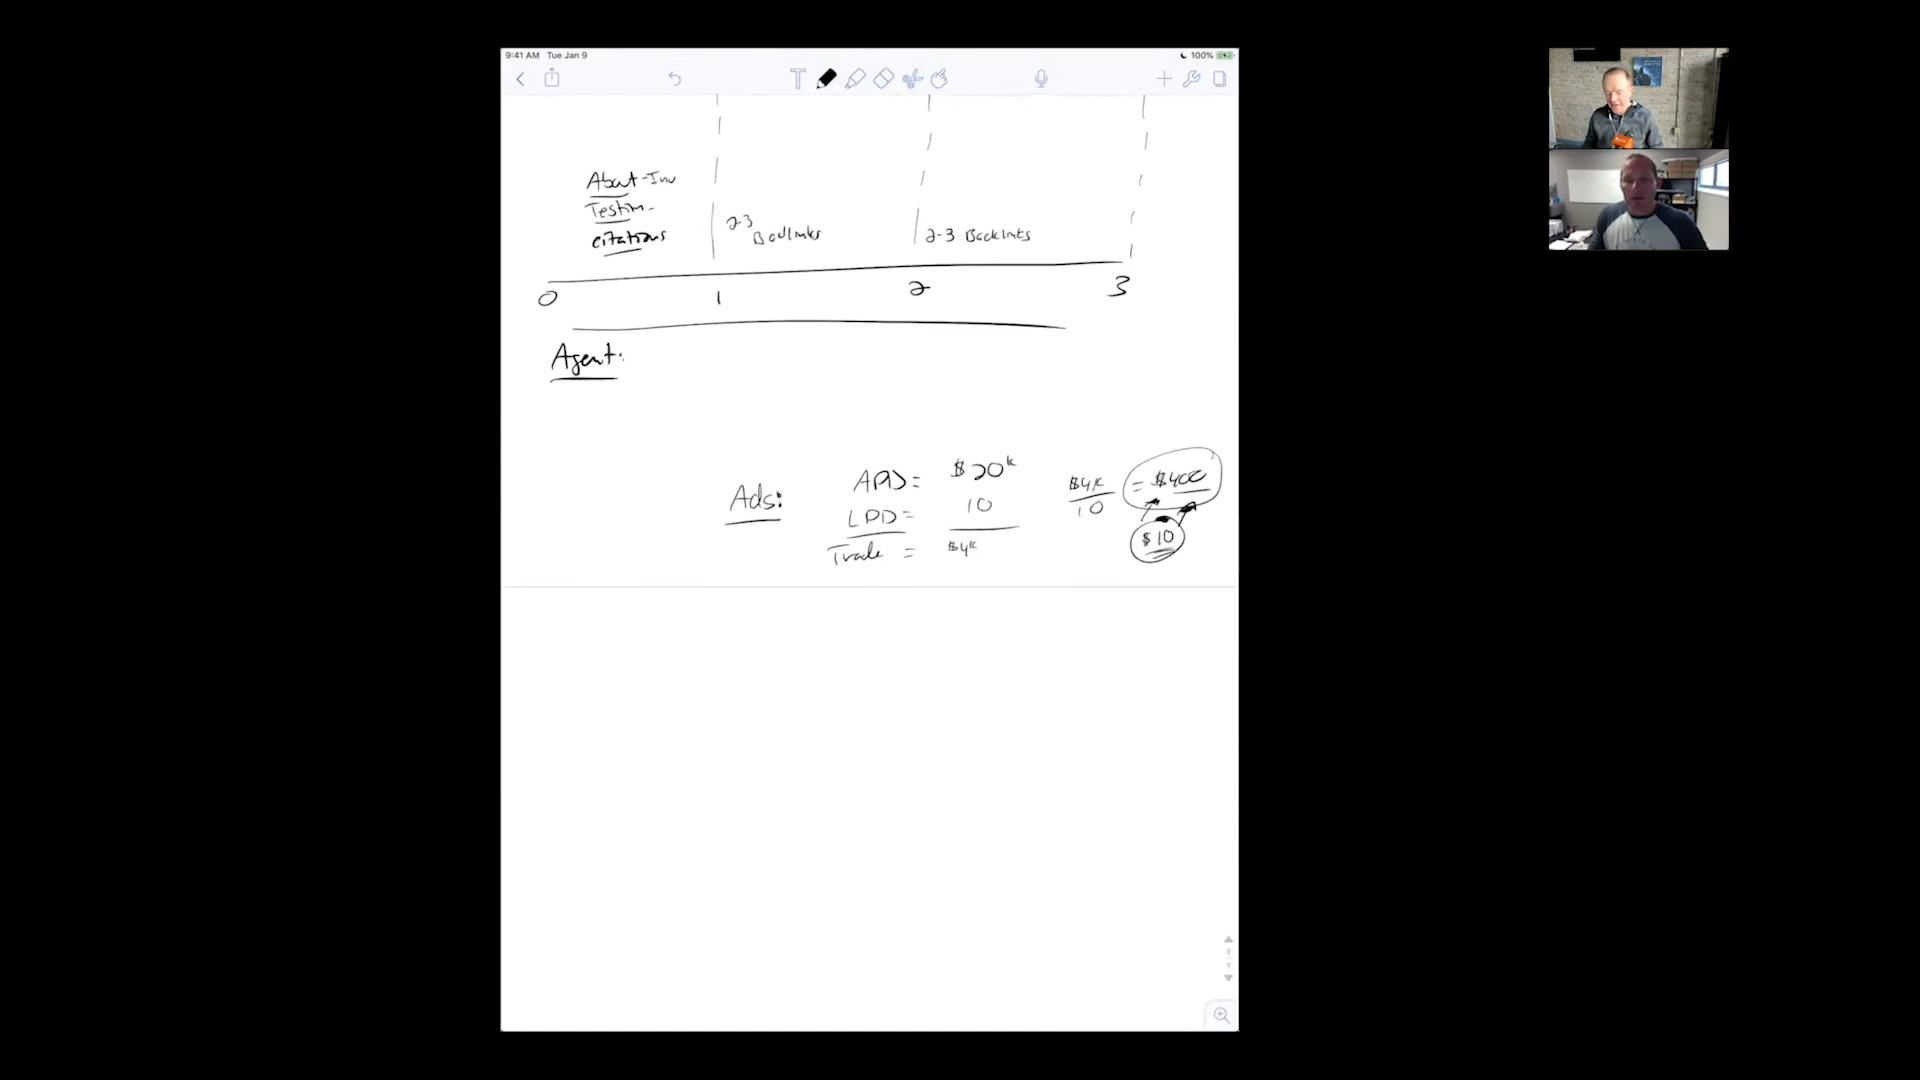 9:41 AM Tue Jan 9
100%
About-Inv
Testim-
citations
2-3
Backlinks
2-3 Backlinks
0 1 2 3
Agent:
Ads:
APD= $20k
LPD= 10
Trade = $4k
$4k
10
= $400
$10